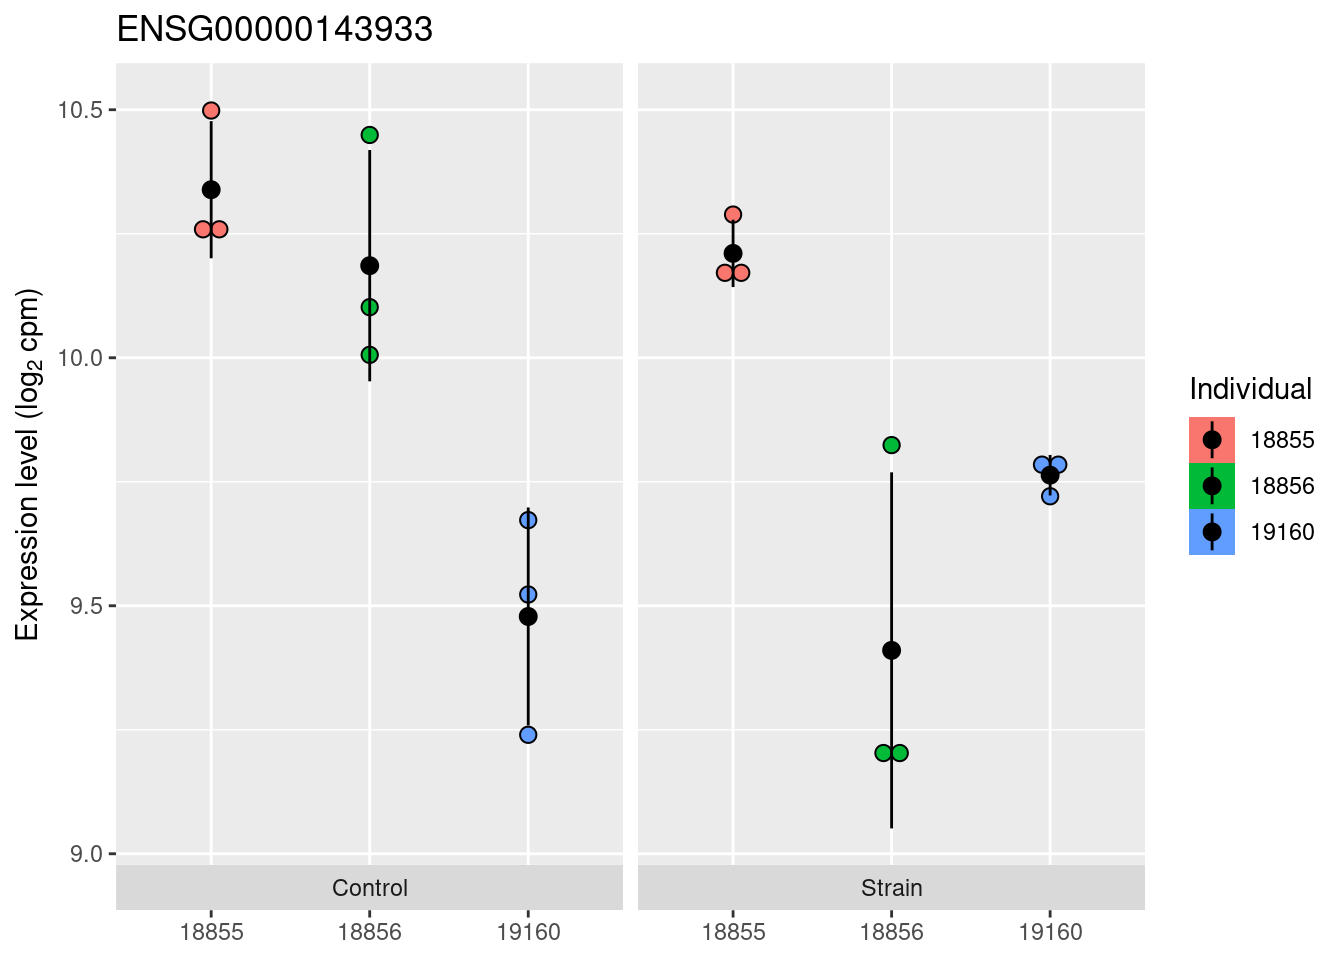 ENSG00000143933
Expression level (log₂ cpm)
10.5
10.0
9.5
9.0
Control
Strain
18855
18856
19160
18855
18856
19160
Individual
18855
18856
19160